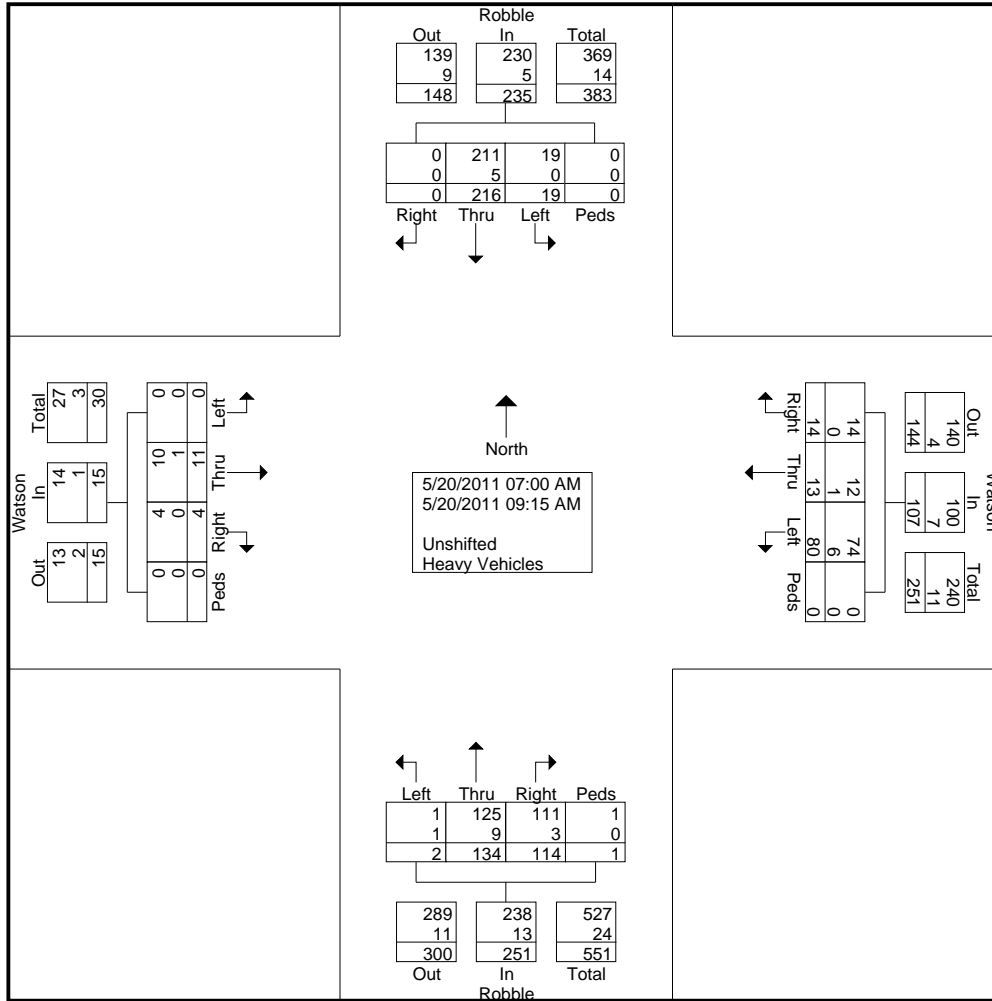 Robble
Out In Total
139 230 369
9 5 14
148 235 383
0 211 19 0
0 5 0 0
0 216 19 0
Right Thru Left Peds
Watson
Total In Out
27 14 13
3 1 2
30 15 15
0 10 4 0
0 1 0 0
0 11 4 0
Left Thru Right Peds
North
5/20/2011 07:00 AM
5/20/2011 09:15 AM
Unshifted
Heavy Vehicles
Watson
Out In Total
140 100 240
4 7 11
144 107 251
14 12 74 0
0 1 6 0
14 13 80 0
Right Thru Left Peds
Left Thru Right Peds
1 125 111 1
1 9 3 0
2 134 114 1
289 238 527
11 13 24
300 251 551
Out In Total
Robble